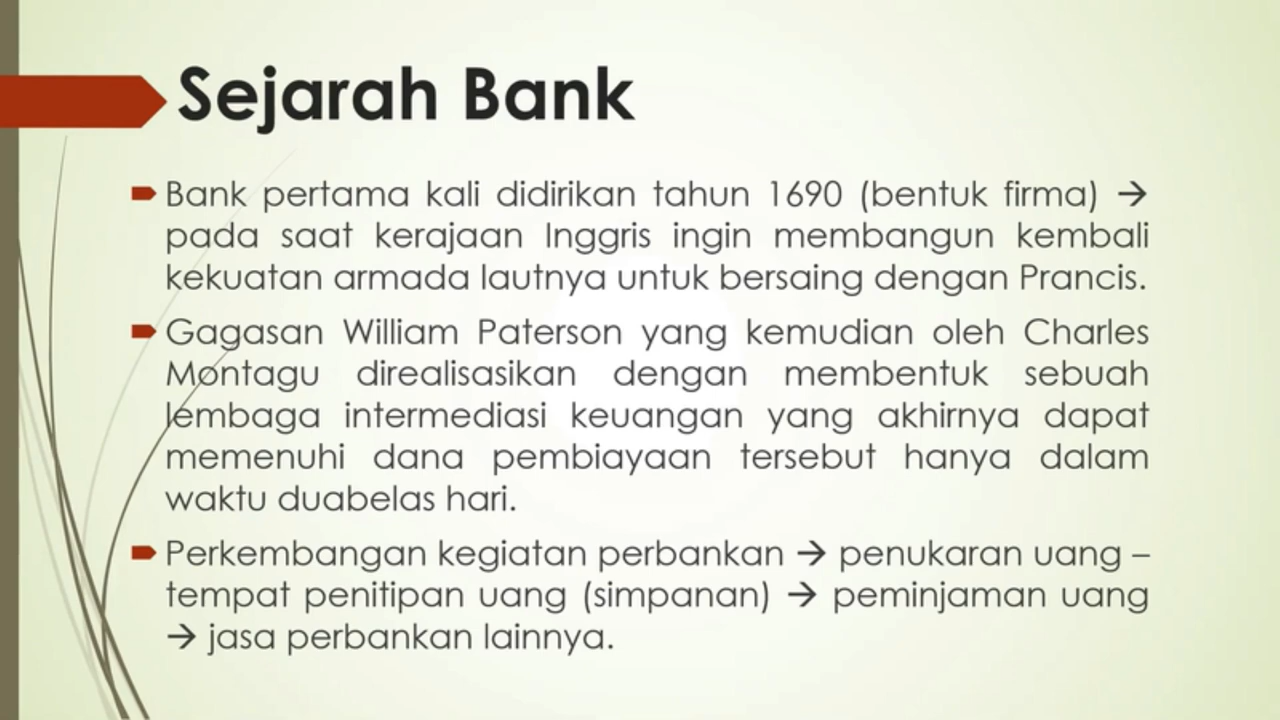 Sejarah Bank
Bank pertama kali didirikan tahun 1690 (bentuk firma) →
pada saat kerajaan Inggris ingin membangun kembali
kekuatan armada lautnya untuk bersaing dengan Prancis.
Gagasan William Paterson yang kemudian oleh Charles
Montagu direalisasikan dengan membentuk sebuah
lembaga intermediasi keuangan yang akhirnya dapat
memenuhi dana pembiayaan tersebut hanya dalam
waktu duabelas hari.
Perkembangan kegiatan perbankan → penukaran uang –
tempat penitipan uang (simpanan) → peminjaman uang
→ jasa perbankan lainnya.